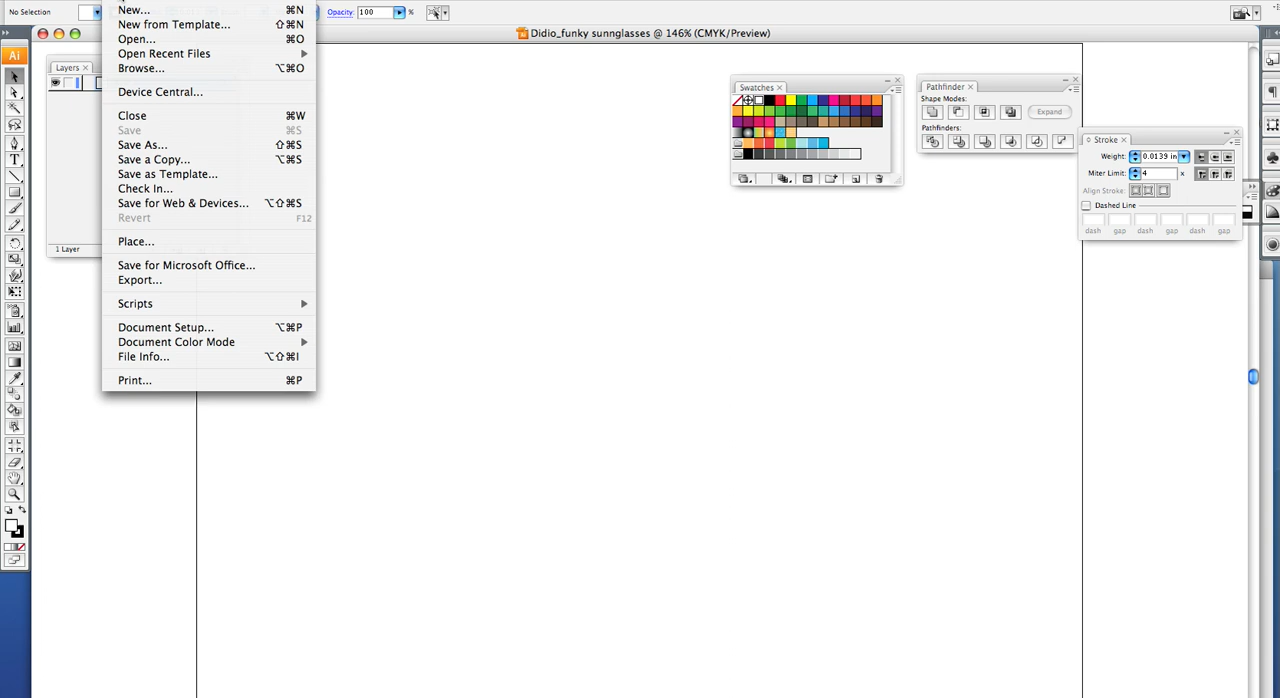 No Selection
Opacity: 100 %
Didio_funky sunnglasses @ 146% (CMYK/Preview)
Ai
Layers
1 Layer
New... ⌘N
New from Template... ⇧⌘N
Open... ⌘O
Open Recent Files
Browse... ⌥⌘O
Device Central...
Close ⌘W
Save ⌘S
Save As... ⇧⌘S
Save a Copy... ⌥⌘S
Save as Template...
Check In...
Save for Web & Devices... ⌥⇧⌘S
Revert F12
Place...
Save for Microsoft Office...
Export...
Scripts
Document Setup... ⌥⌘P
Document Color Mode
File Info... ⌥⇧⌘I
Print... ⌘P
Swatches
Pathfinder
Shape Modes:
Expand
Pathfinders:
Stroke
Weight: 0.0139 in
Miter Limit: 4 x
Align Stroke:
Dashed Line
dash gap dash gap dash gap